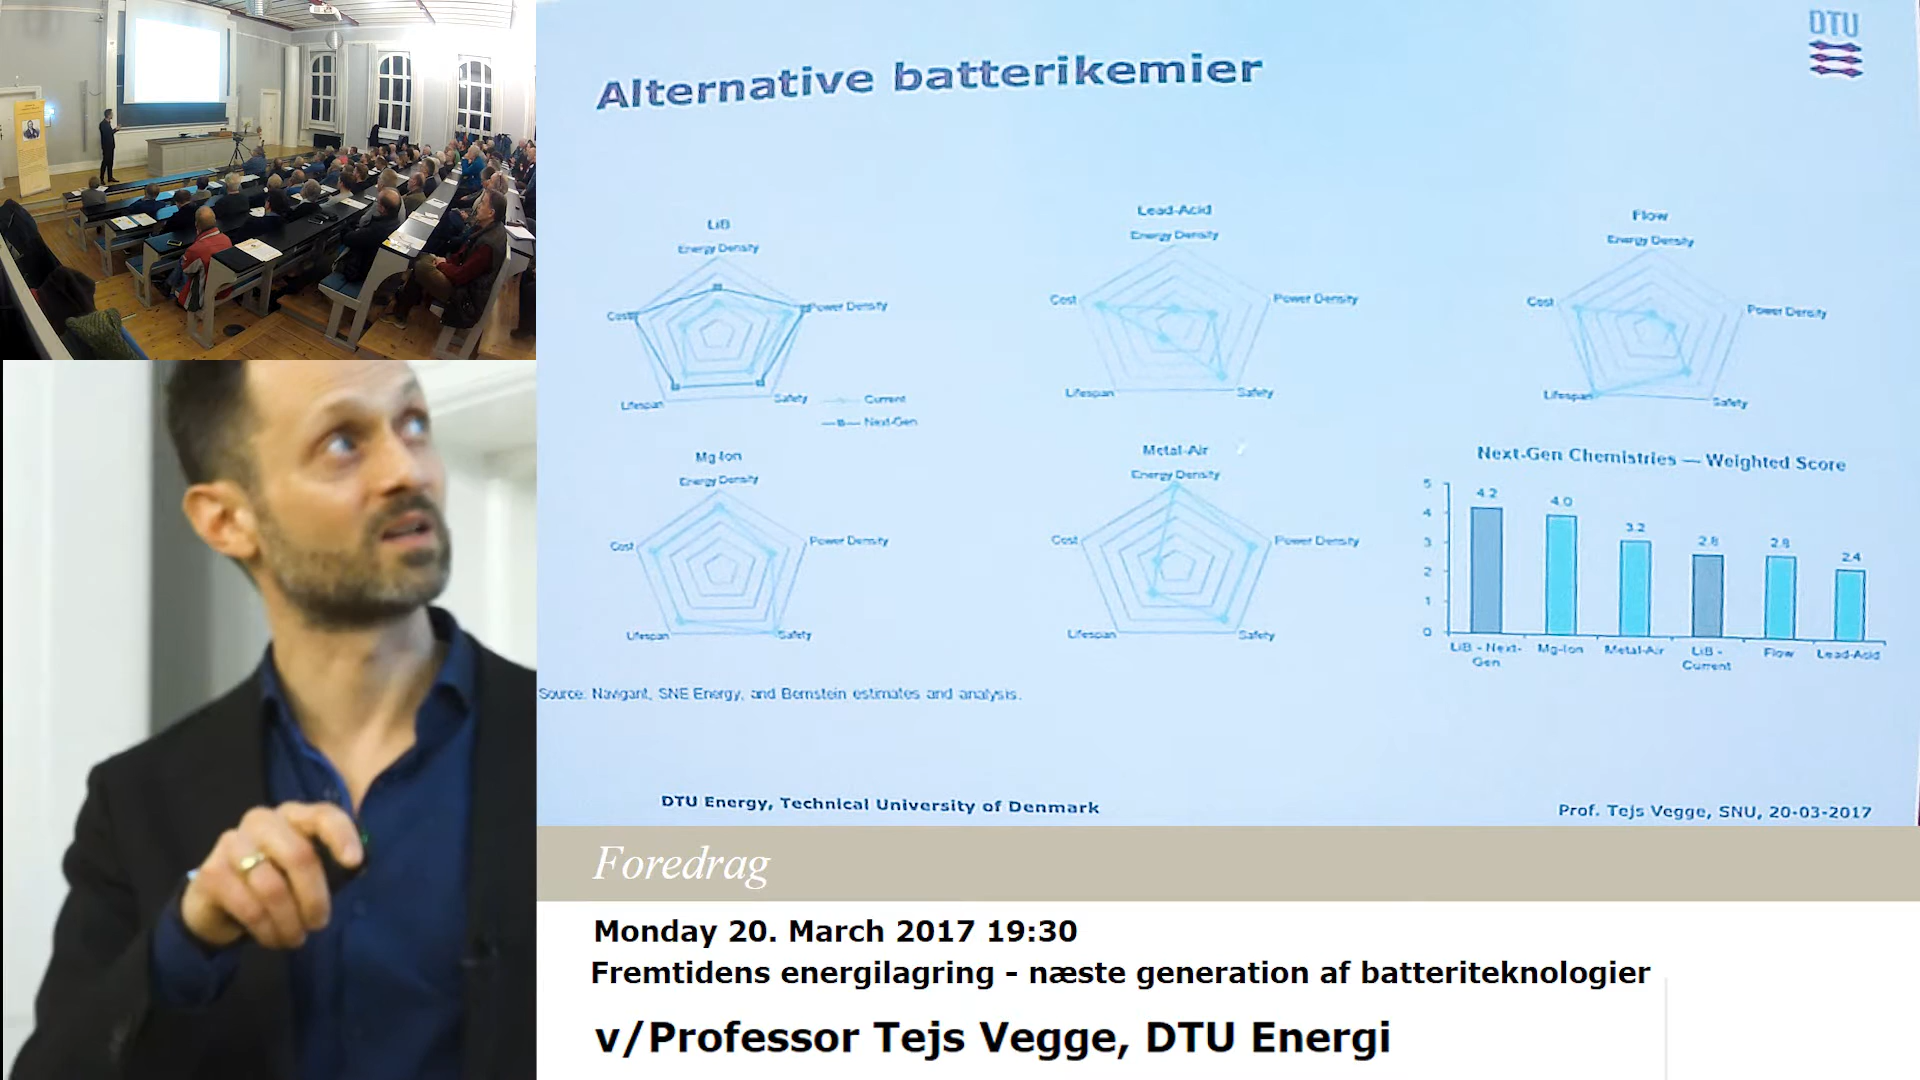 DTU
Alternative batterikemier
LiB
Energy Density
Power Density
Cost
Lifespan
Safety
Current
Next-Gen
Lead-Acid
Energy Density
Cost
Power Density
Lifespan
Safety
Flow
Energy Density
Cost
Power Density
Lifespan
Safety
Mg-Ion
Energy Density
Cost
Power Density
Lifespan
Safety
Metal-Air
Energy Density
Cost
Power Density
Lifespan
Safety
Next-Gen Chemistries — Weighted Score
5
4
3
2
1
0
4.2
4.0
3.2
2.8
2.8
2.4
LiB - Next-
Gen
Mg-Ion
Metal-Air
LiB -
Current
Flow
Lead-Acid
Source: Navigant, SNE Energy, and Bernstein estimates and analysis.
DTU Energy, Technical University of Denmark
Prof. Tejs Vegge, SNU, 20-03-2017
Foredrag
Monday 20. March 2017 19:30
Fremtidens energilagring - næste generation af batteriteknologier
v/Professor Tejs Vegge, DTU Energi